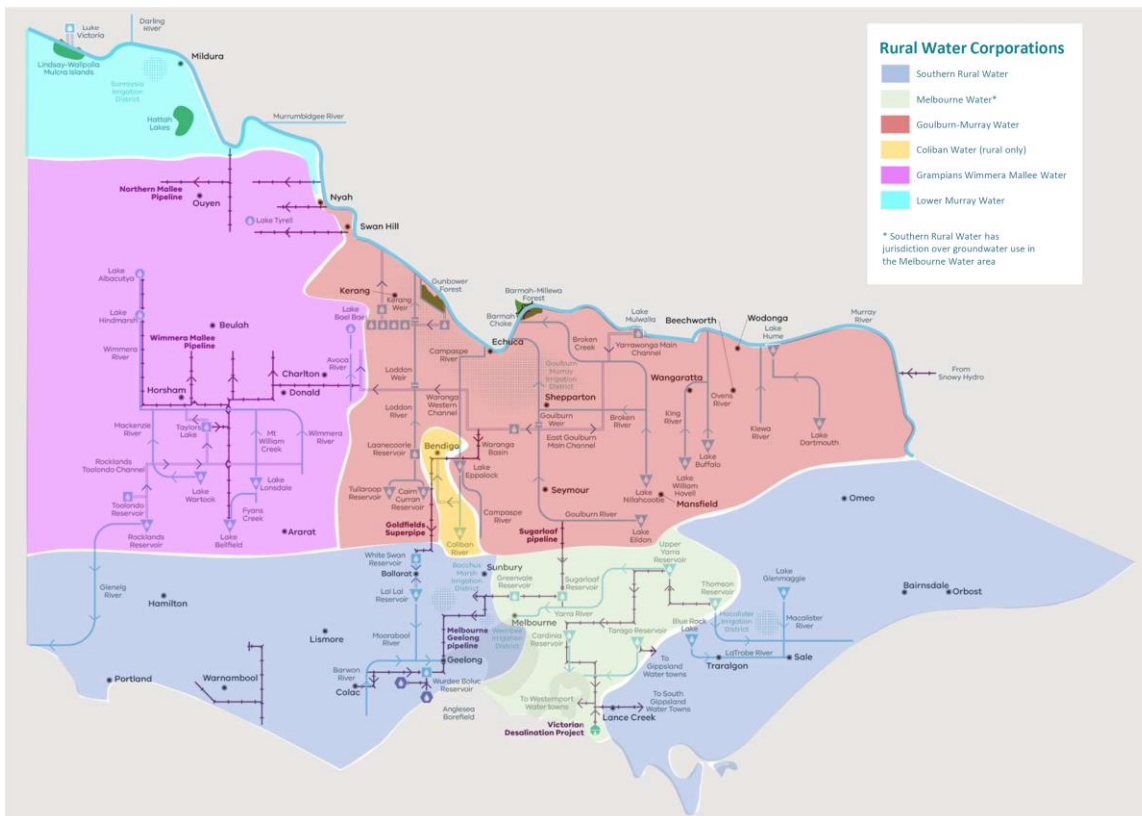 Rural Water Corporations
Southern Rural Water
Melbourne Water*
Goulburn-Murray Water
Coliban Water (rural only)
Grampians Wimmera Mallee Water
Lower Murray Water
* Southern Rural Water has
jurisdiction over groundwater use in
the Melbourne Water area
Luke
Victoria
Darling
River
Lindsay-Wallpolla
Mulcra Islands
Mildura
Sunraysia
Irrigation
District
Hattah
Lakes
Murrumbidgee River
Northern Mallee
Pipeline
Ouyen
Nyah
Lake Tyrell
Swan Hill
Lake
Albacutya
Kerang
Kerang
Weir
Gunbower
Forest
Barmah-Millewa
Forest
Barmah
Choke
Lake
Mulwala
Beechworth
Wodonga
Lake
Hume
Murray
River
Lake
Hindmarsh
Beulah
Lake
Bael Bael
Wimmera
River
Wimmera Mallee
Pipeline
Avoca
River
Charlton
Donald
Horsham
Campaspe
River
Echuca
Broken
Creek
Yarrawonga Main
Channel
From
Snowy Hydro
Loddon
Weir
Goulburn
Murray
Irrigation
District
Wangaratta
Ovens
River
King
River
Loddon
River
Waranga
Western
Channel
Shepparton
Goulburn
Weir
Broken
River
Kiewa
River
Lake
Dartmouth
Mackenzie
River
Taylors
Lake
Mt
William
Creek
Wimmera
River
Laanecoorie
Reservoir
Bendigo
Waranga
Basin
East Goulburn
Main Channel
Lake
Buffalo
Rocklands
Toolondo
Channel
Lake
Eppalock
Lake
William
Hovell
Lake
Wartook
Lake
Lonsdale
Tullaroop
Reservoir
Cairn
Curran
Reservoir
Seymour
Lake
Nillahcootie
Mansfield
Omeo
Toolondo
Reservoir
Fyans
Creek
Campaspe
River
Goulburn River
Rocklands
Reservoir
Lake
Bellfield
Ararat
Goldfields
Superpipe
Coliban
River
Sugarloaf
pipeline
Lake
Eildon
White Swan
Reservoir
Bacchus
Marsh
Irrigation
District
Sunbury
Upper
Yarra
Reservoir
Ballarat
Greenvale
Reservoir
Sugarloaf
Reservoir
Thomson
Reservoir
Lake
Glenmaggie
Bairnsdale
Orbost
Glenelg
River
Hamilton
Lal Lal
Reservoir
Yarra River
Melbourne
Macalister
Irrigation
District
Macalister
River
Lismore
Moorabool
River
Melbourne
Geelong
pipeline
Werribee
Irrigation
District
Cardinia
Reservoir
Tarago Reservoir
Blue Rock
Lake
LaTrobe River
Traralgon
Sale
Geelong
To
Gippsland
Water towns
Portland
Warnambool
Barwon
River
Colac
Wurdee Boluc
Reservoir
Anglesea
Borefield
To Westernport
Water towns
To South
Gippsland
Water Towns
Lance Creek
Victorian
Desalination Project